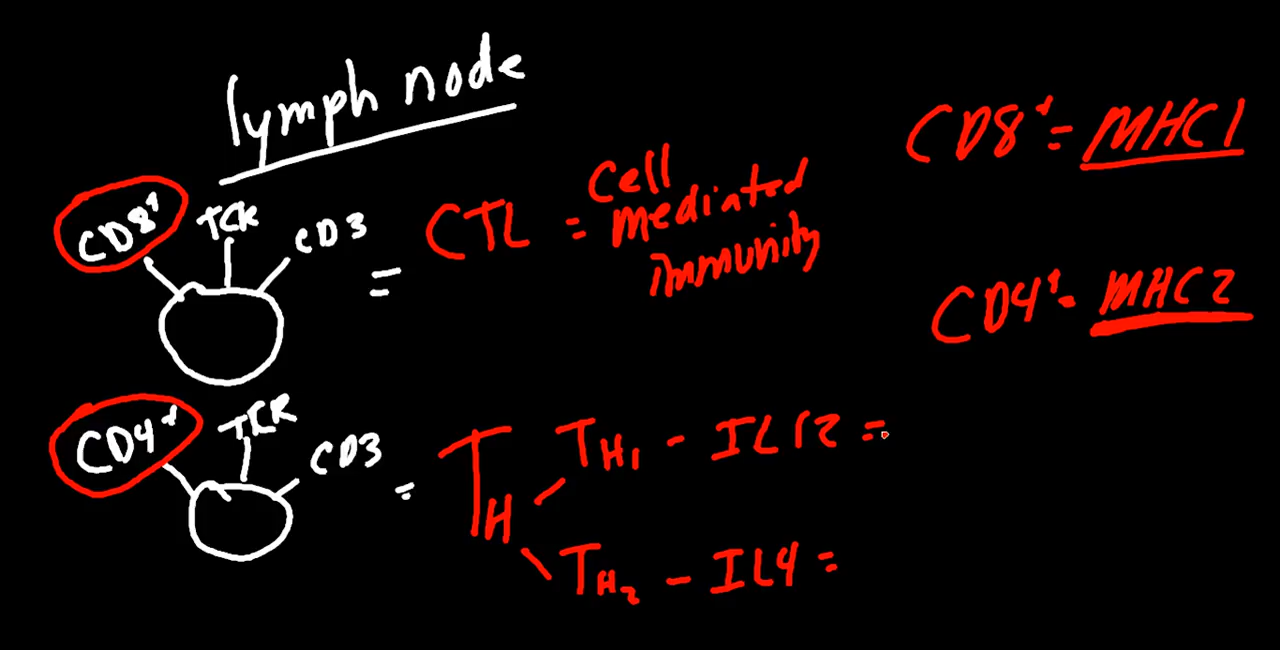 lymph node
CD8+ TCR CD3 = CTL = cell
mediated
immunity
CD8+ = MHC1
CD4+ = MHC2
CD4+ TCR CD3 = TH
TH1 - IL12 =
TH2 - IL4 =